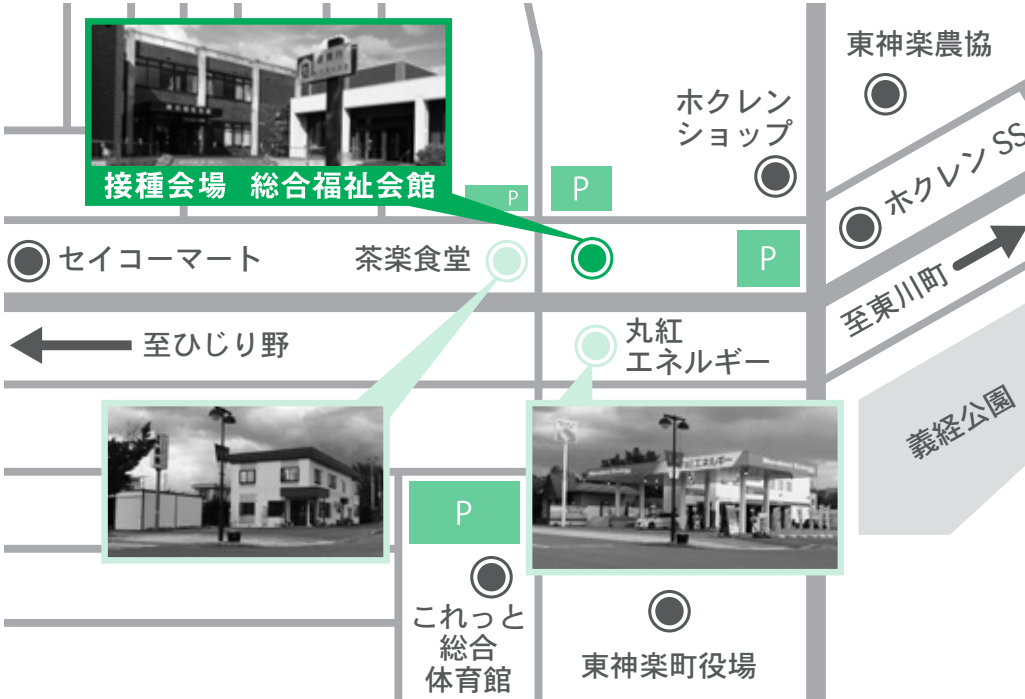 東神楽農協
ホクレン
ショップ
ホクレン SS
接種会場 総合福祉会館
P
P
P
セイコーマート
茶楽食堂
至東川町
至ひじり野
丸紅
エネルギー
義経公園
P
これっと
総合
体育館
東神楽町役場